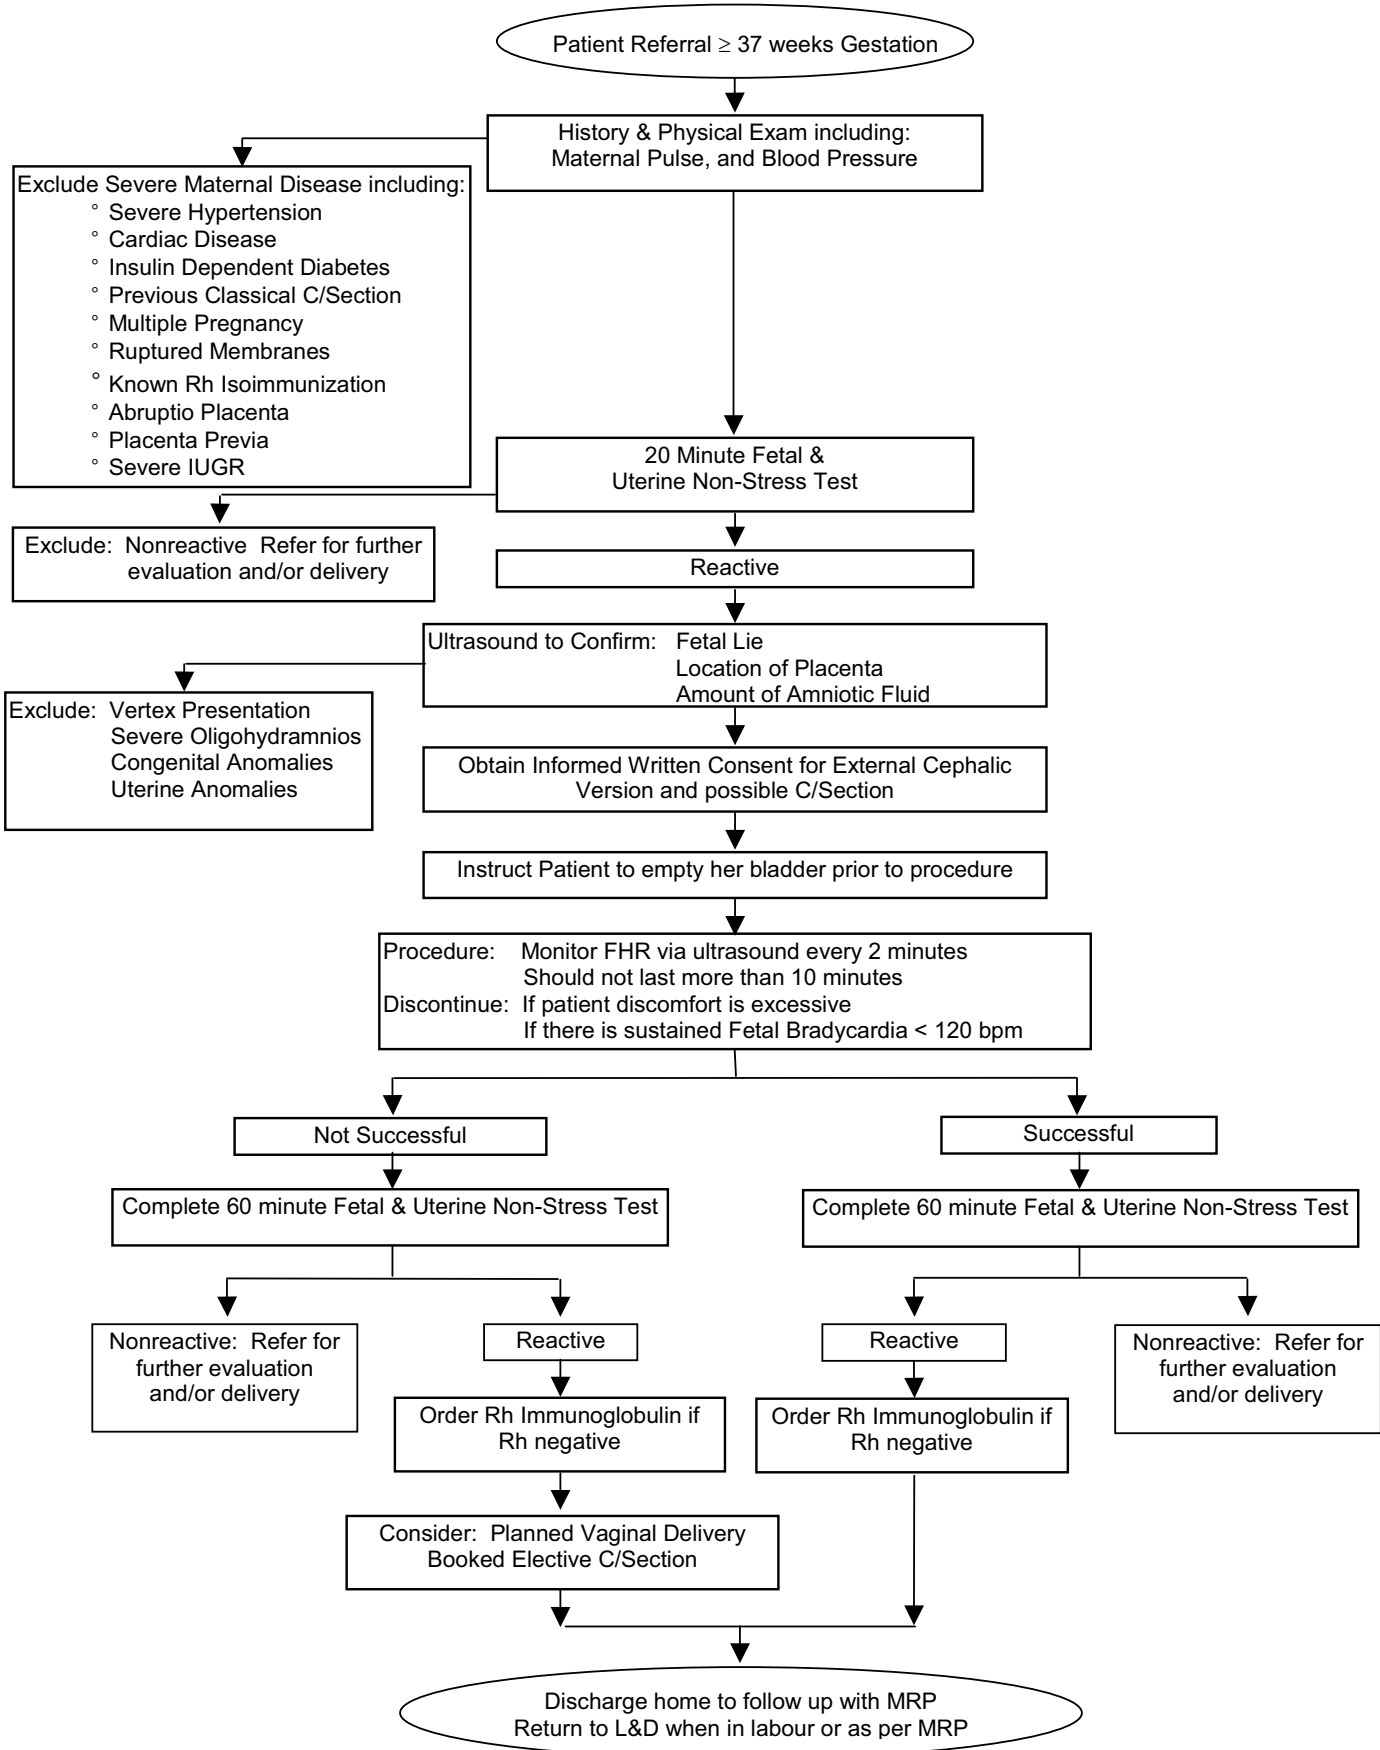 Patient Referral ≥ 37 weeks Gestation
History & Physical Exam including:
Maternal Pulse, and Blood Pressure
Exclude Severe Maternal Disease including:
° Severe Hypertension
° Cardiac Disease
° Insulin Dependent Diabetes
° Previous Classical C/Section
° Multiple Pregnancy
° Ruptured Membranes
° Known Rh Isoimmunization
° Abruptio Placenta
° Placenta Previa
° Severe IUGR
20 Minute Fetal &
Uterine Non-Stress Test
Exclude: Nonreactive Refer for further
evaluation and/or delivery
Reactive
Ultrasound to Confirm: Fetal Lie
Location of Placenta
Amount of Amniotic Fluid
Exclude: Vertex Presentation
Severe Oligohydramnios
Congenital Anomalies
Uterine Anomalies
Obtain Informed Written Consent for External Cephalic
Version and possible C/Section
Instruct Patient to empty her bladder prior to procedure
Procedure: Monitor FHR via ultrasound every 2 minutes
Should not last more than 10 minutes
Discontinue: If patient discomfort is excessive
If there is sustained Fetal Bradycardia < 120 bpm
Not Successful
Complete 60 minute Fetal & Uterine Non-Stress Test
Nonreactive: Refer for
further evaluation
and/or delivery
Reactive
Order Rh Immunoglobulin if
Rh negative
Consider: Planned Vaginal Delivery
Booked Elective C/Section
Successful
Complete 60 minute Fetal & Uterine Non-Stress Test
Reactive
Order Rh Immunoglobulin if
Rh negative
Nonreactive: Refer for
further evaluation
and/or delivery
Discharge home to follow up with MRP
Return to L&D when in labour or as per MRP